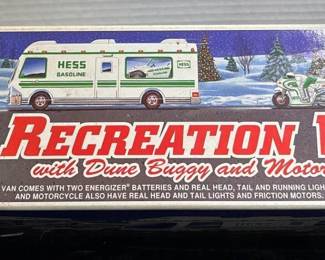 HESS
GASOLINE
RECREATION V
with Dune Buggy and Motor
VAN COMES WITH TWO ENERGIZER® BATTERIES AND REAL HEAD, TAIL AND RUNNING LIGH
AND MOTORCYCLE ALSO HAVE REAL HEAD AND TAIL LIGHTS AND FRICTION MOTORS.